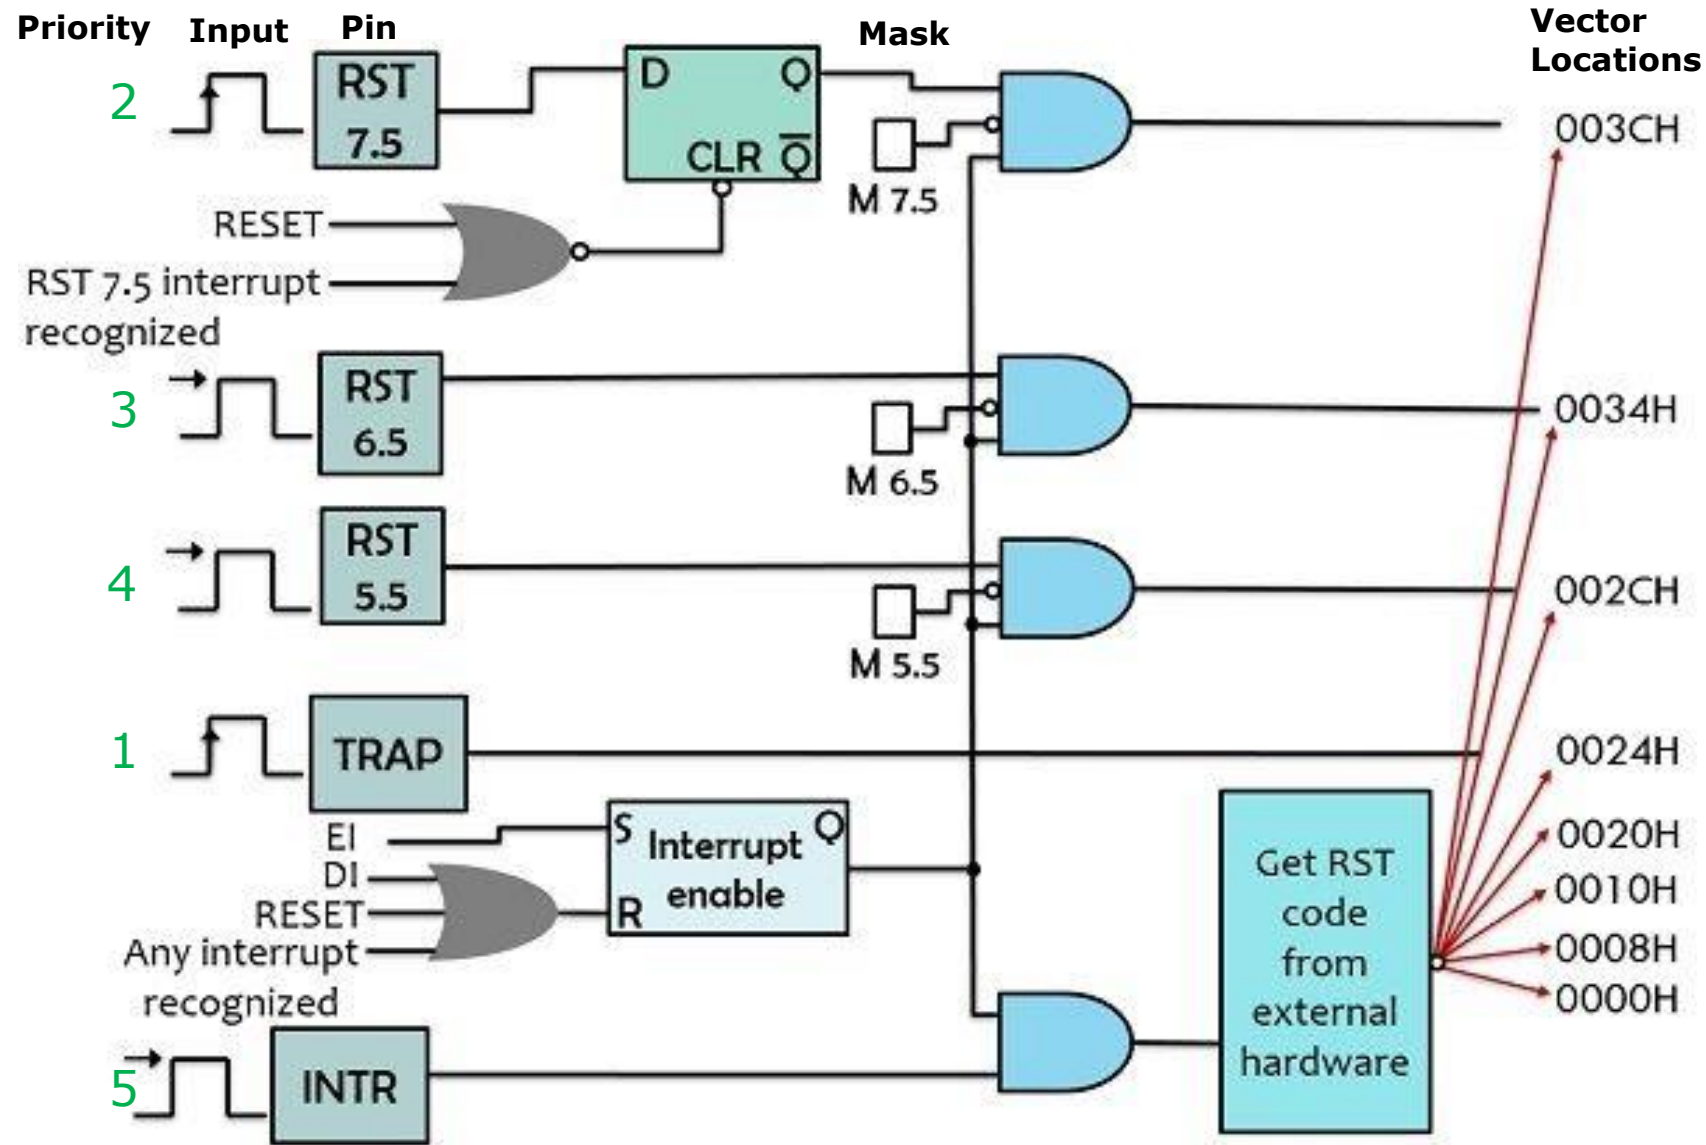 Priority Input Pin Mask Vector
Locations
2
RST
7.5
D Q
CLR Q̅
M 7.5
003CH
RESET
RST 7.5 interrupt
recognized
3
RST
6.5
M 6.5
0034H
4
RST
5.5
M 5.5
002CH
1
TRAP
0024H
EI
DI
RESET
Any interrupt
recognized
S Q
Interrupt
enable
R
Get RST
code
from
external
hardware
0020H
0010H
0008H
0000H
5
INTR